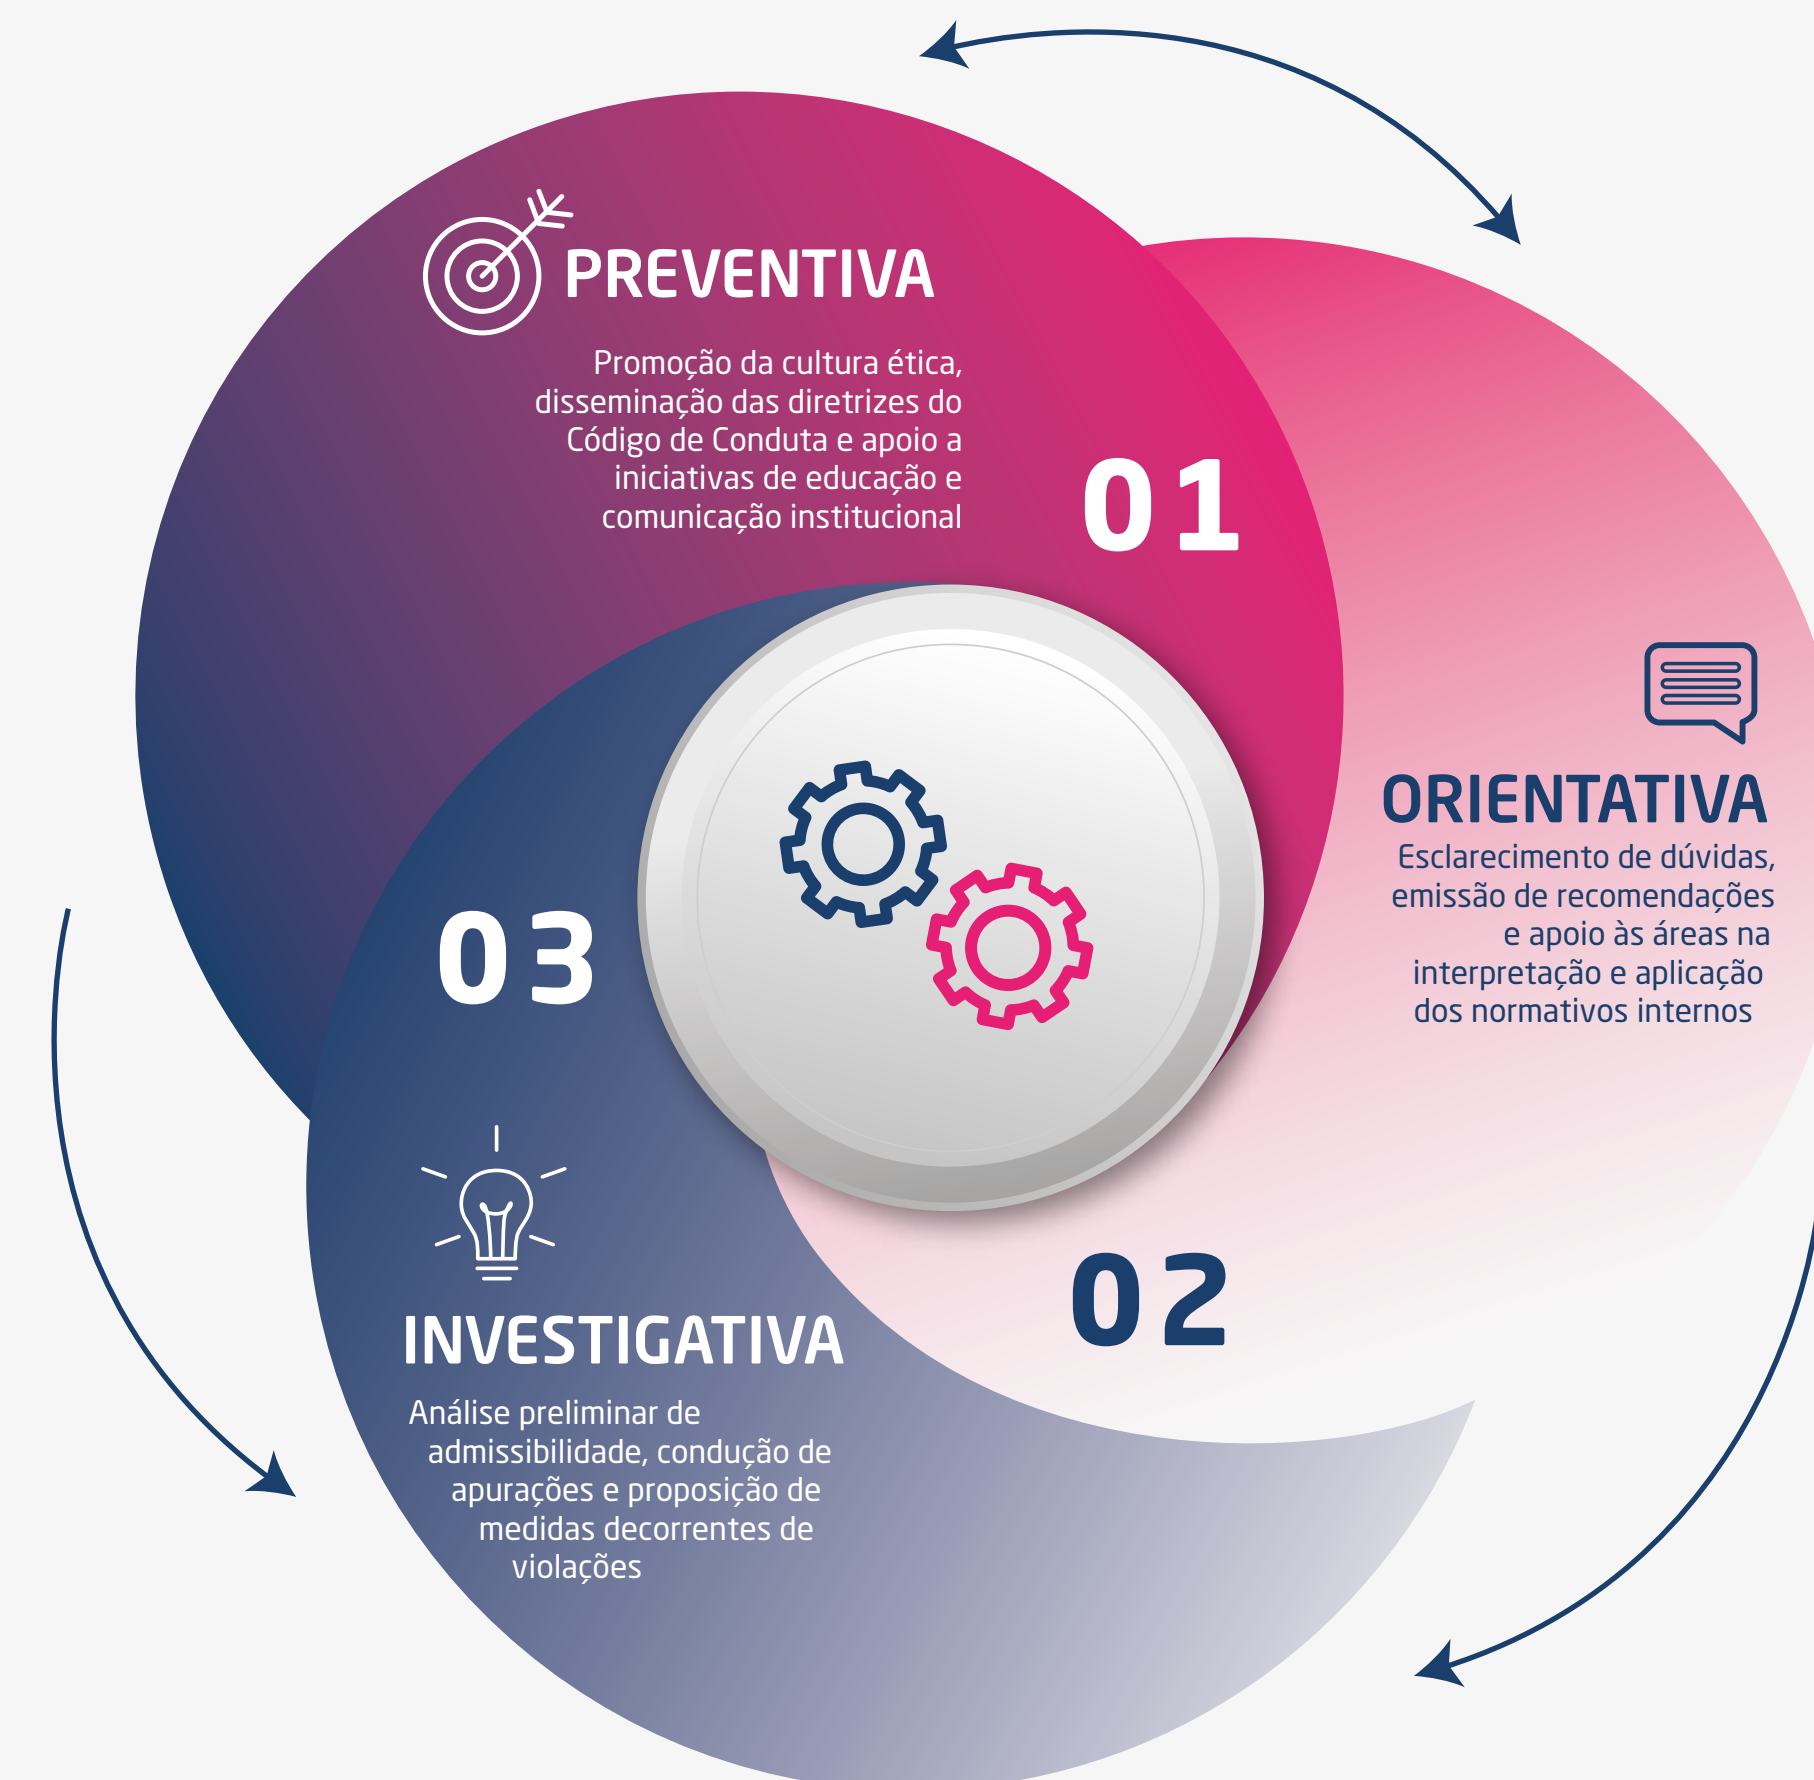 PREVENTIVA
Promoção da cultura ética,
disseminação das diretrizes do
Código de Conduta e apoio a
iniciativas de educação e
comunicação institucional
01
ORIENTATIVA
Esclarecimento de dúvidas,
emissão de recomendações
e apoio às áreas na
interpretação e aplicação
dos normativos internos
02
03
INVESTIGATIVA
Análise preliminar de
admissibilidade, condução de
apurações e proposição de
medidas decorrentes de
violações